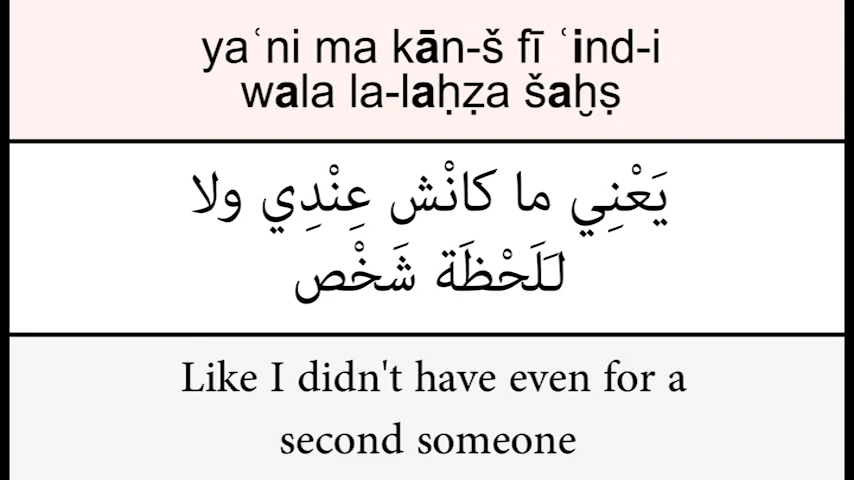 yaʿni ma kān-š fī ʿind-i
wala la-laḥẓa šaḫṣ
يَعْنِي ما كانْش عِنْدِي ولا
للَحْظَة شَخْص
Like I didn't have even for a
second someone